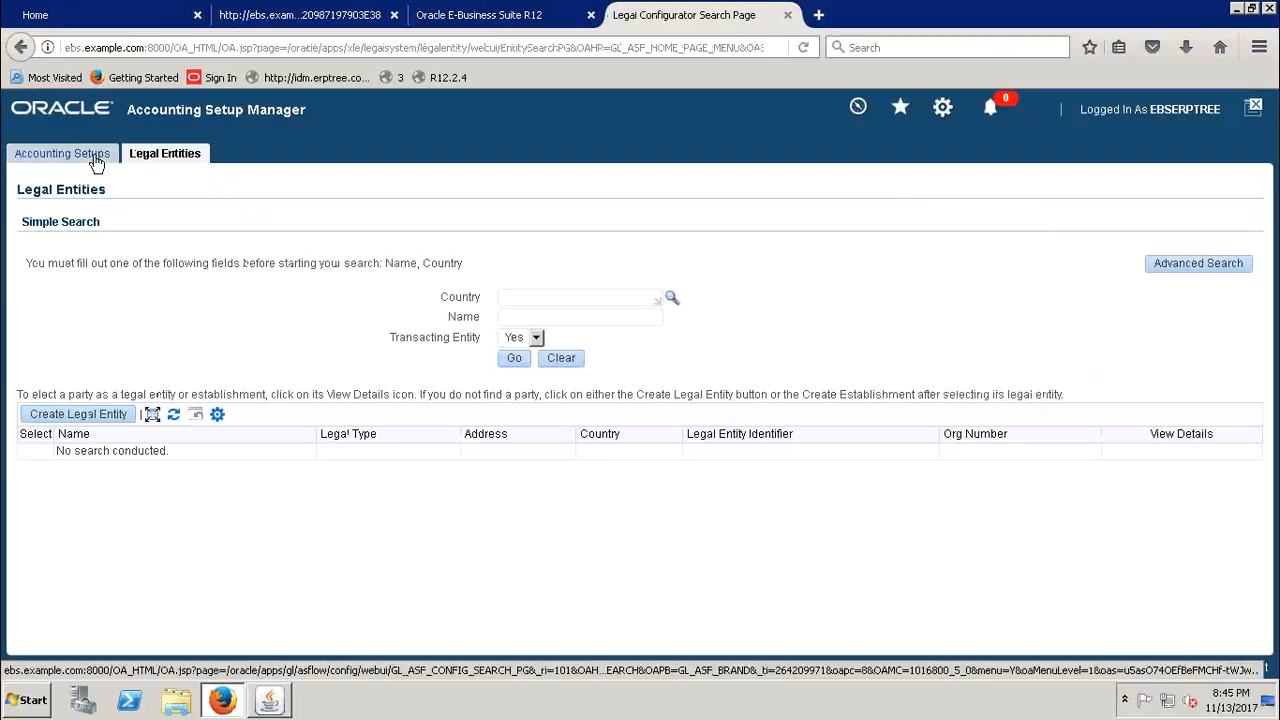 Home
http://ebs.exam...20987197903E38
Oracle E-Business Suite R12
Legal Configurator Search Page
ebs.example.com:8000/OA_HTML/OA.jsp?page=/oracle/apps/xle/legalsystem/legalentity/webui/EntitySearchPG&OAHP=GL_ASF_HOME_PAGE_MENU&OAS
Search
Most Visited
Getting Started
Sign In
http://idm.erptree.co...
3
R12.2.4
ORACLE
Accounting Setup Manager
0
Logged In As EBSERPTREE
Accounting Setups
Legal Entities
Legal Entities
Simple Search
You must fill out one of the following fields before starting your search: Name, Country
Advanced Search
Country
Name
Transacting Entity Yes
Go Clear
To elect a party as a legal entity or establishment, click on its View Details icon. If you do not find a party, click on either the Create Legal Entity button or the Create Establishment after selecting its legal entity.
Create Legal Entity
Select Name Legal Type Address Country Legal Entity Identifier Org Number View Details
No search conducted.
ebs.example.com:8000/OA_HTML/OA.jsp?page=/oracle/apps/gl/asflow/config/webui/GL_ASF_CONFIG_SEARCH_PG&_ri=101&OAH...EARCH&OAPB=GL_ASF_BRAND&_ti=264209971&oapc=8&OAMC=1016800_5_0&menu=Y&oaMenuLevel=1
Start
8:45 PM
11/13/2017